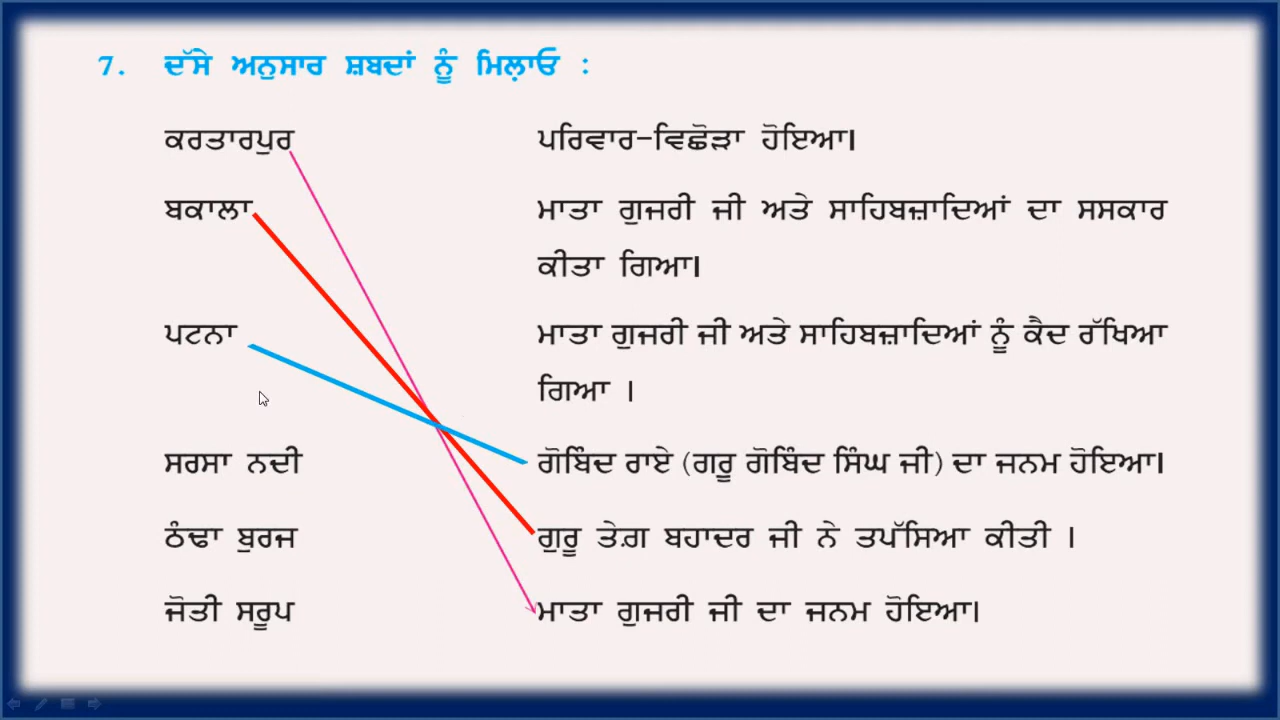 7. ਦੱਸੇ ਅਨੁਸਾਰ ਸ਼ਬਦਾਂ ਨੂੰ ਮਿਲਾਓ :
ਕਰਤਾਰਪੁਰ ਪਰਿਵਾਰ-ਵਿਛੋੜਾ ਹੋਇਆ।
ਬਕਾਲਾ ਮਾਤਾ ਗੁਜਰੀ ਜੀ ਅਤੇ ਸਾਹਿਬਜ਼ਾਦਿਆਂ ਦਾ ਸਸਕਾਰ
ਕੀਤਾ ਗਿਆ।
ਪਟਨਾ ਮਾਤਾ ਗੁਜਰੀ ਜੀ ਅਤੇ ਸਾਹਿਬਜ਼ਾਦਿਆਂ ਨੂੰ ਕੈਦ ਰੱਖਿਆ
ਗਿਆ ।
ਸਰਸਾ ਨਦੀ ਗੋਬਿੰਦ ਰਾਏ (ਗਰੂ ਗੋਬਿੰਦ ਸਿੰਘ ਜੀ) ਦਾ ਜਨਮ ਹੋਇਆ।
ਠੰਢਾ ਬੁਰਜ ਗੁਰੂ ਤੇਗ਼ ਬਹਾਦਰ ਜੀ ਨੇ ਤਪੱਸਿਆ ਕੀਤੀ ।
ਜੋਤੀ ਸਰੂਪ ਮਾਤਾ ਗੁਜਰੀ ਜੀ ਦਾ ਜਨਮ ਹੋਇਆ।